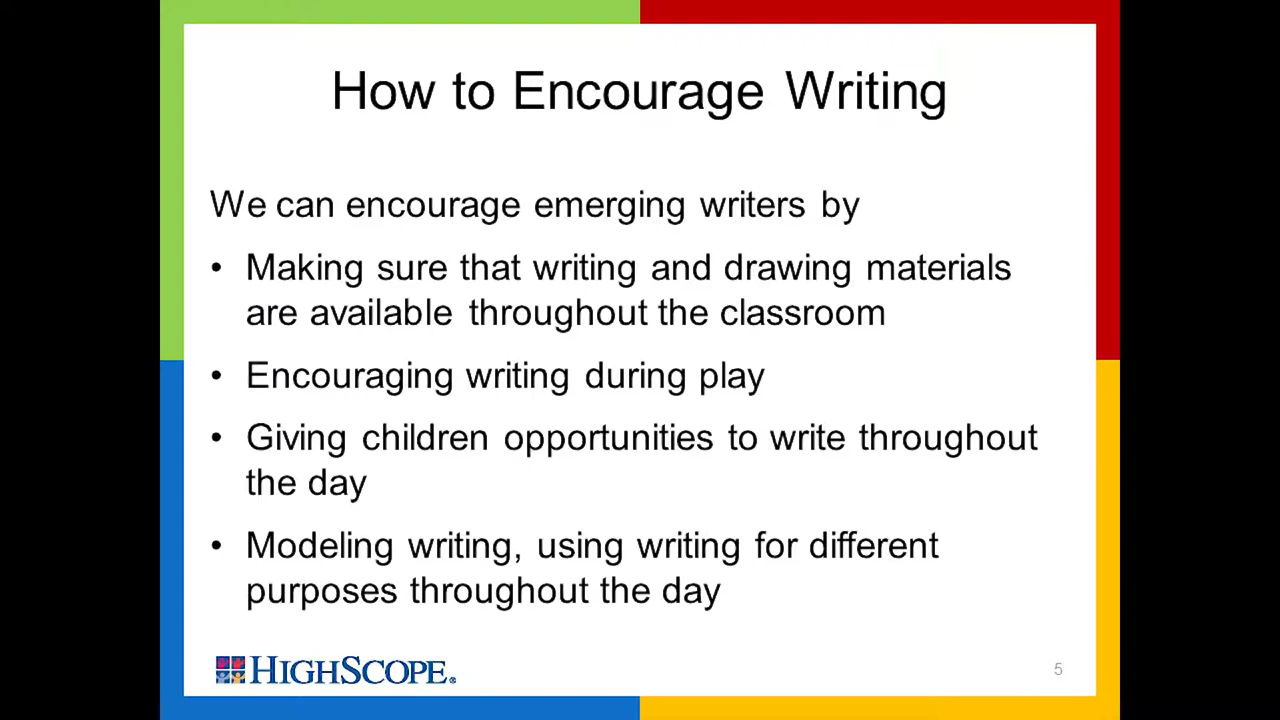 How to Encourage Writing
We can encourage emerging writers by
• Making sure that writing and drawing materials
are available throughout the classroom
• Encouraging writing during play
• Giving children opportunities to write throughout
the day
• Modeling writing, using writing for different
purposes throughout the day
HIGHSCOPE®
5